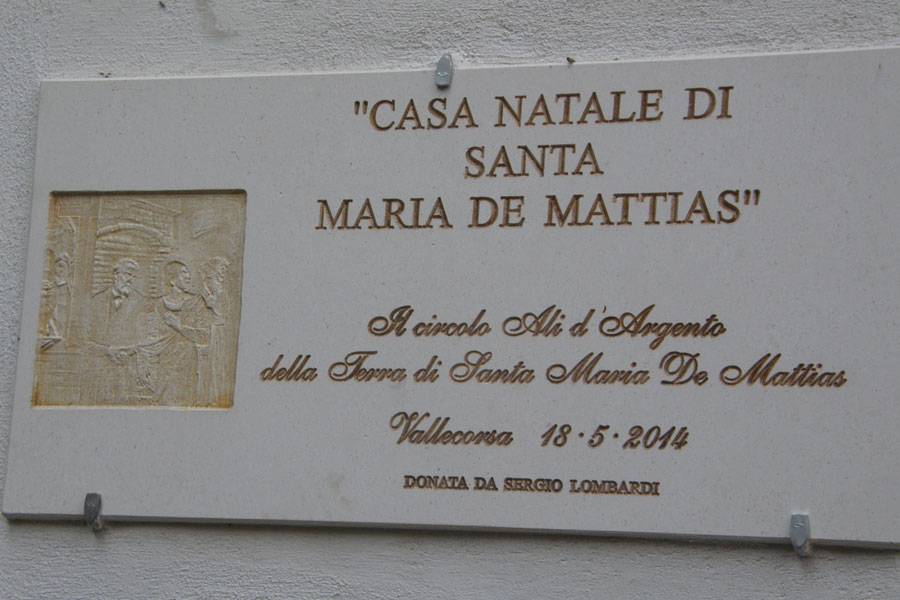 "CASA NATALE DI
SANTA
MARIA DE MATTIAS"
Il circolo Ali d'Argento
della Terra di Santa Maria De Mattias
Vallecorsa 18·5·2014
DONATA DA SERGIO LOMBARDI